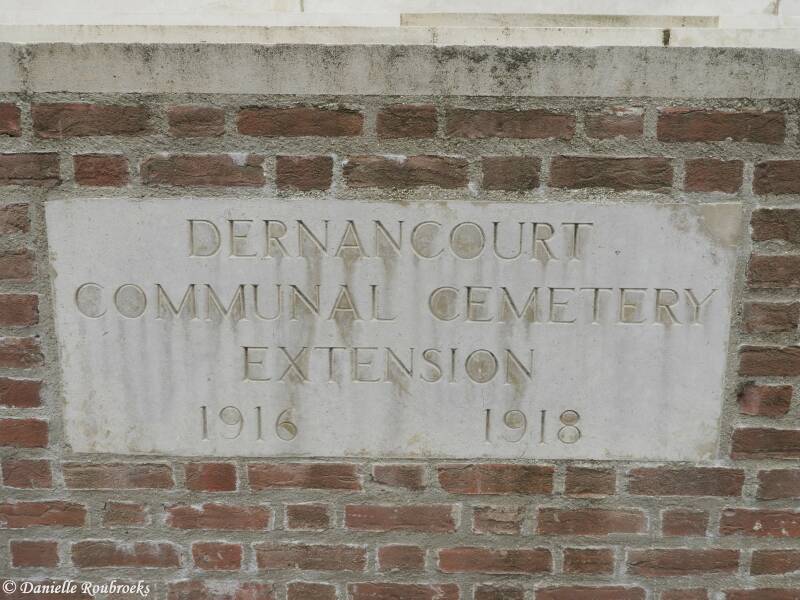 DERNANCOURT
COMMUNAL CEMETERY
EXTENSION
1916 1918
© Danielle Roubroeks